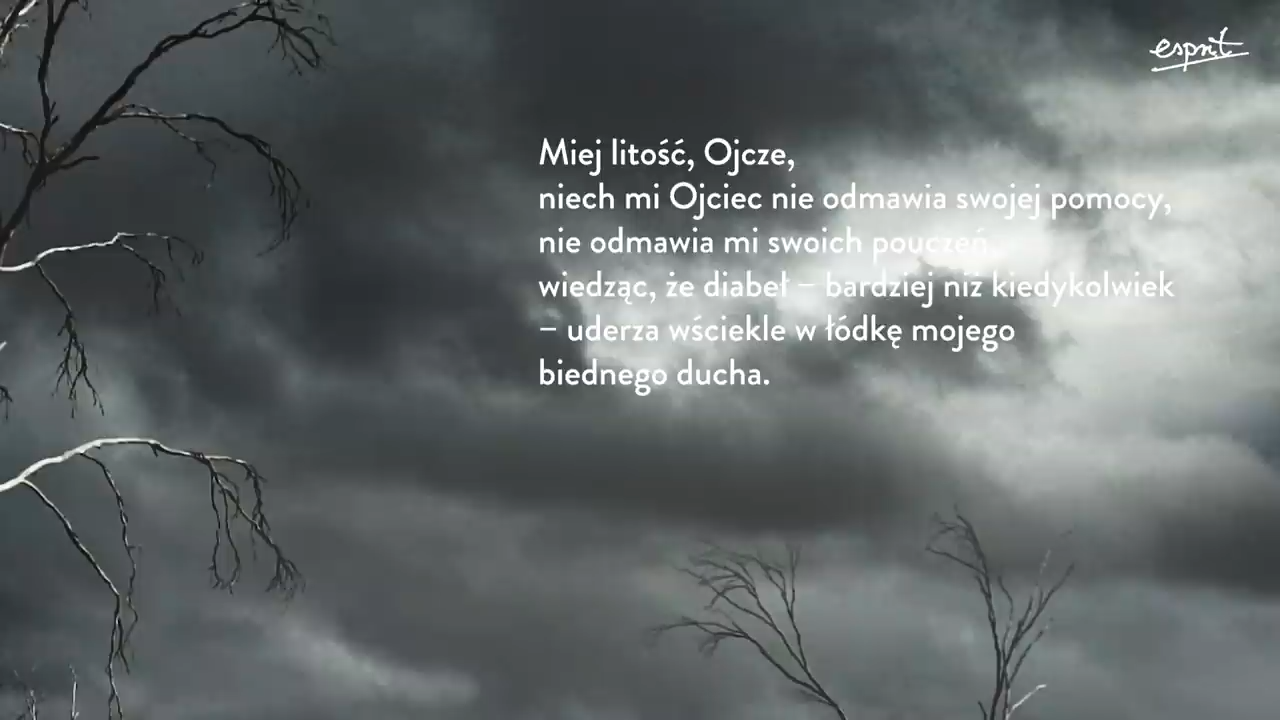 esprit
Miej litość, Ojcze,
niech mi Ojciec nie odmawia swojej pomocy,
nie odmawia mi swoich pouczeń,
wiedząc, że diabeł – bardziej niż kiedykolwiek
– uderza wściekle w łódkę mojego
biednego ducha.